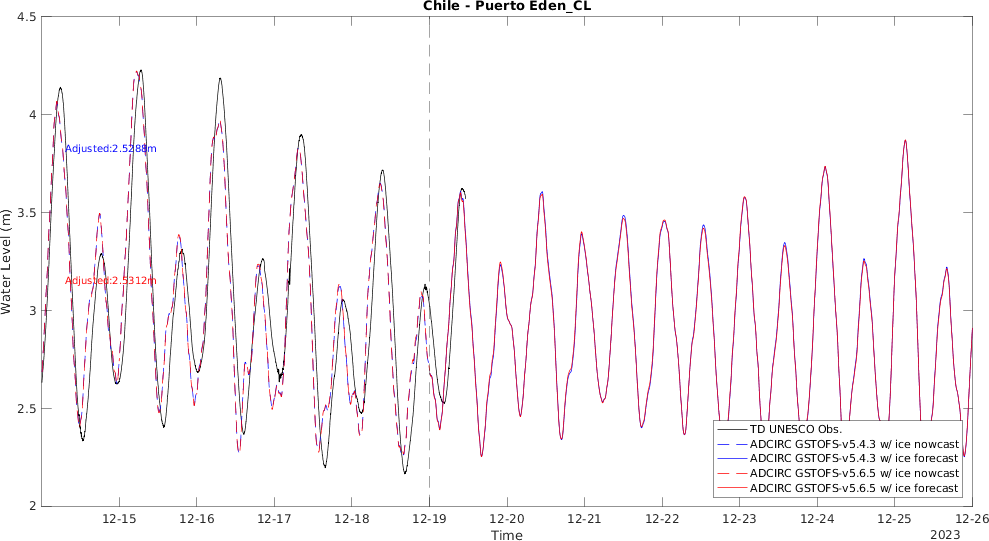 Chile - Puerto Eden_CL
4.5
4
3.5
3
2.5
2
Water Level (m)
Adjusted:2.5288m
Adjusted:2.5312m
TD UNESCO Obs.
ADCIRC GSTOFS-v5.4.3 w/ ice nowcast
ADCIRC GSTOFS-v5.4.3 w/ ice forecast
ADCIRC GSTOFS-v5.6.5 w/ ice nowcast
ADCIRC GSTOFS-v5.6.5 w/ ice forecast
12-15 12-16 12-17 12-18 12-19 12-20 12-21 12-22 12-23 12-24 12-25 12-26
Time
2023